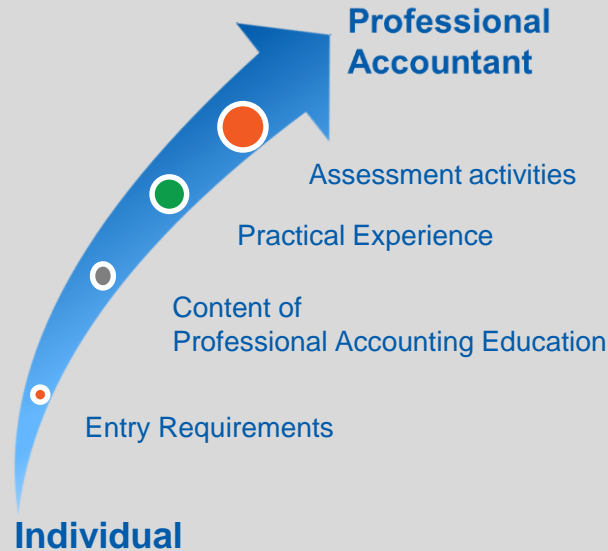 Professional
Accountant
Assessment activities
Practical Experience
Content of
Professional Accounting Education
Entry Requirements
Individual